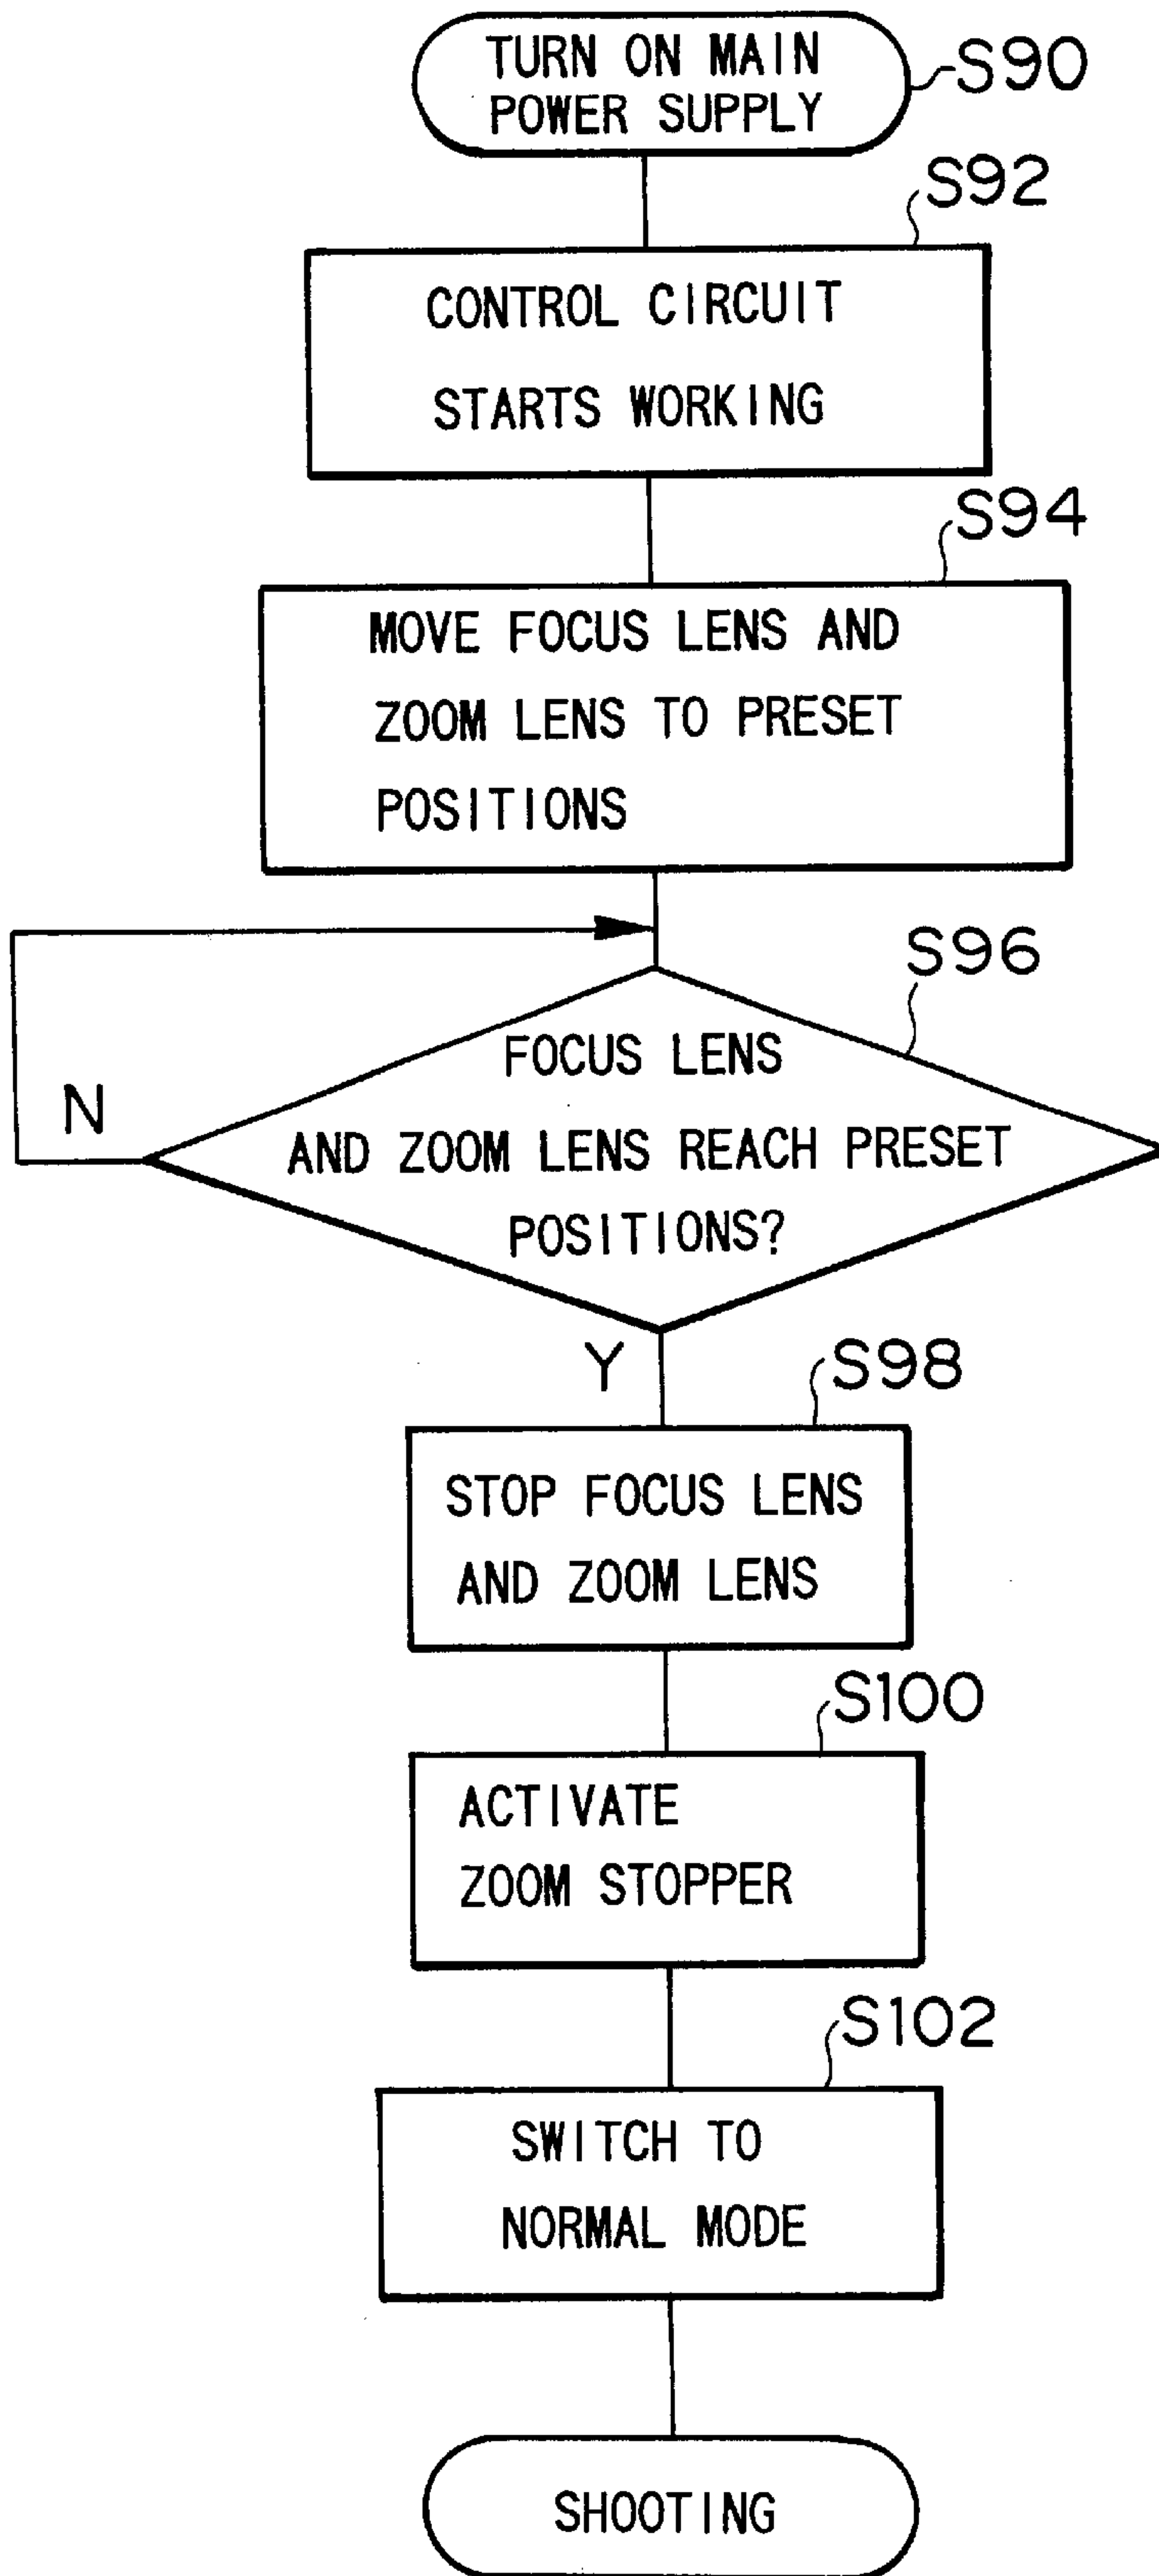 TURN ON MAIN
POWER SUPPLY
S90
S92
CONTROL CIRCUIT
STARTS WORKING
S94
MOVE FOCUS LENS AND
ZOOM LENS TO PRESET
POSITIONS
S96
FOCUS LENS
AND ZOOM LENS REACH PRESET
POSITIONS?
N
Y
S98
STOP FOCUS LENS
AND ZOOM LENS
S100
ACTIVATE
ZOOM STOPPER
S102
SWITCH TO
NORMAL MODE
SHOOTING